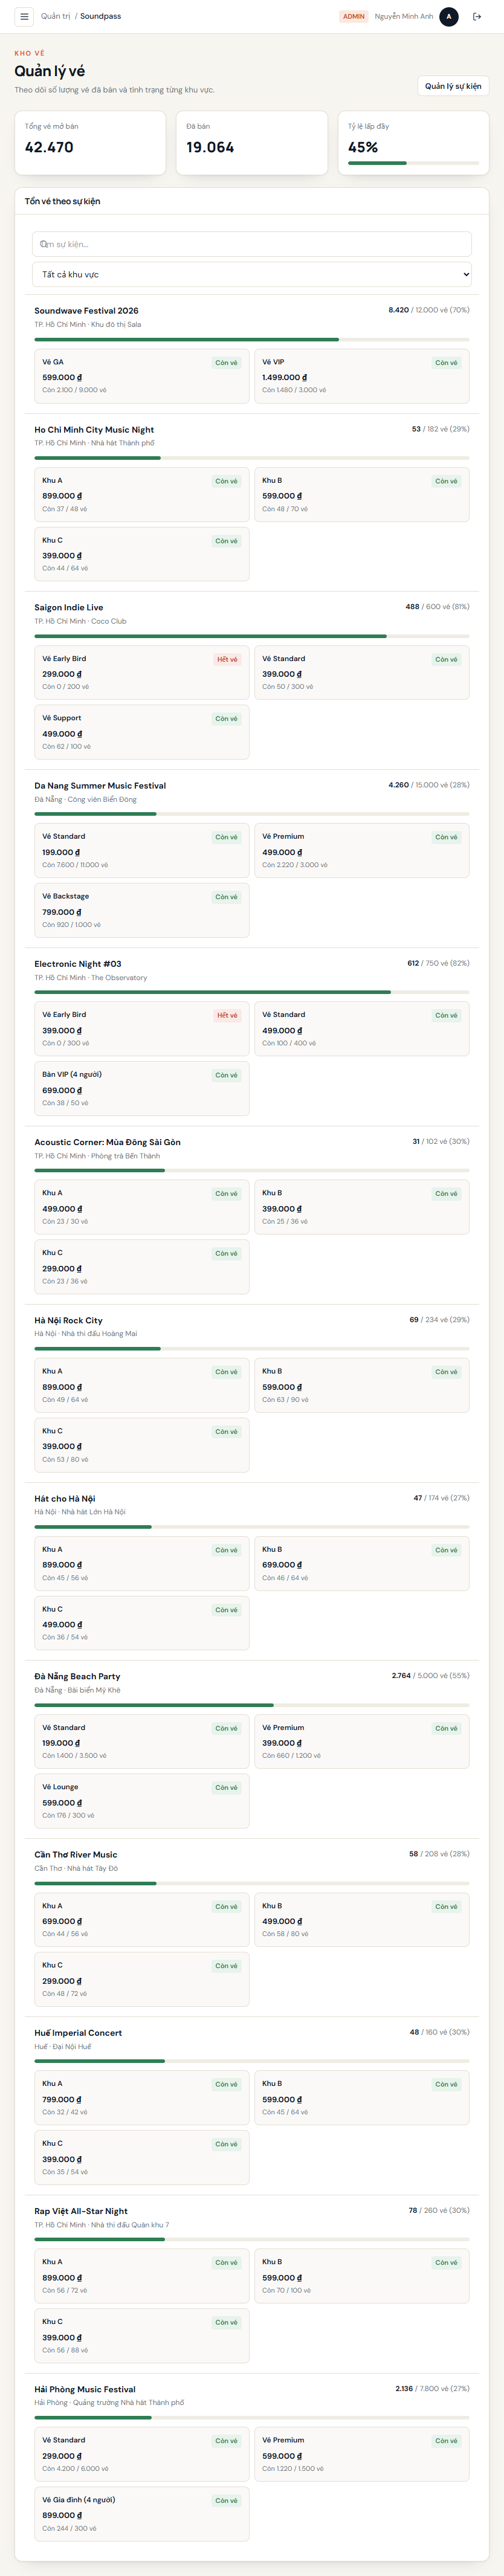 Quản trị / Soundpass
ADMIN Nguyễn Minh Anh A
KHO VÉ
Quản lý vé
Theo dõi số lượng vé đã bán và tình trạng từng khu vực.
Quản lý sự kiện
Tổng vé mở bán
42.470
Đã bán
19.064
Tỷ lệ lấp đầy
45%
Tồn vé theo sự kiện
m sự kiện...
Tất cả khu vực
Soundwave Festival 2026
8.420 / 12.000 vé (70%)
TP. Hồ Chí Minh · Khu đô thị Sala
Vé GA Còn vé
599.000 ₫
Còn 2.100 / 9.000 vé
Vé VIP Còn vé
1.499.000 ₫
Còn 1.480 / 3.000 vé
Ho Chi Minh City Music Night
53 / 182 vé (29%)
TP. Hồ Chí Minh · Nhà hát Thành phố
Khu A Còn vé
899.000 ₫
Còn 37 / 48 vé
Khu B Còn vé
599.000 ₫
Còn 48 / 70 vé
Khu C Còn vé
399.000 ₫
Còn 44 / 64 vé
Saigon Indie Live
488 / 600 vé (81%)
TP. Hồ Chí Minh · Coco Club
Vé Early Bird Hết vé
299.000 ₫
Còn 0 / 200 vé
Vé Standard Còn vé
399.000 ₫
Còn 50 / 300 vé
Vé Support Còn vé
499.000 ₫
Còn 62 / 100 vé
Da Nang Summer Music Festival
4.260 / 15.000 vé (28%)
Đà Nẵng · Công viên Biển Đông
Vé Standard Còn vé
199.000 ₫
Còn 7.600 / 11.000 vé
Vé Premium Còn vé
499.000 ₫
Còn 2.220 / 3.000 vé
Vé Backstage Còn vé
799.000 ₫
Còn 920 / 1.000 vé
Electronic Night #03
612 / 750 vé (82%)
TP. Hồ Chí Minh · The Observatory
Vé Early Bird Hết vé
399.000 ₫
Còn 0 / 300 vé
Vé Standard Còn vé
499.000 ₫
Còn 100 / 400 vé
Bàn VIP (4 người) Còn vé
699.000 ₫
Còn 38 / 50 vé
Acoustic Corner: Mùa Đông Sài Gòn
31 / 102 vé (30%)
TP. Hồ Chí Minh · Phòng trà Bến Thành
Khu A Còn vé
499.000 ₫
Còn 23 / 30 vé
Khu B Còn vé
399.000 ₫
Còn 25 / 36 vé
Khu C Còn vé
299.000 ₫
Còn 23 / 36 vé
Hà Nội Rock City
69 / 234 vé (29%)
Hà Nội · Nhà thi đấu Hoàng Mai
Khu A Còn vé
899.000 ₫
Còn 49 / 64 vé
Khu B Còn vé
599.000 ₫
Còn 63 / 90 vé
Khu C Còn vé
399.000 ₫
Còn 53 / 80 vé
Hát cho Hà Nội
47 / 174 vé (27%)
Hà Nội · Nhà hát Lớn Hà Nội
Khu A Còn vé
899.000 ₫
Còn 45 / 56 vé
Khu B Còn vé
699.000 ₫
Còn 46 / 64 vé
Khu C Còn vé
499.000 ₫
Còn 36 / 54 vé
Đà Nẵng Beach Party
2.764 / 5.000 vé (55%)
Đà Nẵng · Bãi biển Mỹ Khê
Vé Standard Còn vé
199.000 ₫
Còn 1.400 / 3.500 vé
Vé Premium Còn vé
399.000 ₫
Còn 660 / 1.200 vé
Vé Lounge Còn vé
599.000 ₫
Còn 176 / 300 vé
Cần Thơ River Music
58 / 208 vé (28%)
Cần Thơ · Nhà hát Tây Đô
Khu A Còn vé
699.000 ₫
Còn 44 / 56 vé
Khu B Còn vé
499.000 ₫
Còn 58 / 80 vé
Khu C Còn vé
299.000 ₫
Còn 48 / 72 vé
Huế Imperial Concert
48 / 160 vé (30%)
Huế · Đại Nội Huế
Khu A Còn vé
799.000 ₫
Còn 32 / 42 vé
Khu B Còn vé
599.000 ₫
Còn 45 / 64 vé
Khu C Còn vé
399.000 ₫
Còn 35 / 54 vé
Rap Việt All-Star Night
78 / 260 vé (30%)
TP. Hồ Chí Minh · Nhà thi đấu Quân khu 7
Khu A Còn vé
899.000 ₫
Còn 56 / 72 vé
Khu B Còn vé
599.000 ₫
Còn 70 / 100 vé
Khu C Còn vé
399.000 ₫
Còn 56 / 88 vé
Hải Phòng Music Festival
2.136 / 7.800 vé (27%)
Hải Phòng · Quảng trường Nhà hát Thành phố
Vé Standard Còn vé
299.000 ₫
Còn 4.200 / 6.000 vé
Vé Premium Còn vé
599.000 ₫
Còn 1.220 / 1.500 vé
Vé Gia đình (4 người) Còn vé
899.000 ₫
Còn 244 / 300 vé